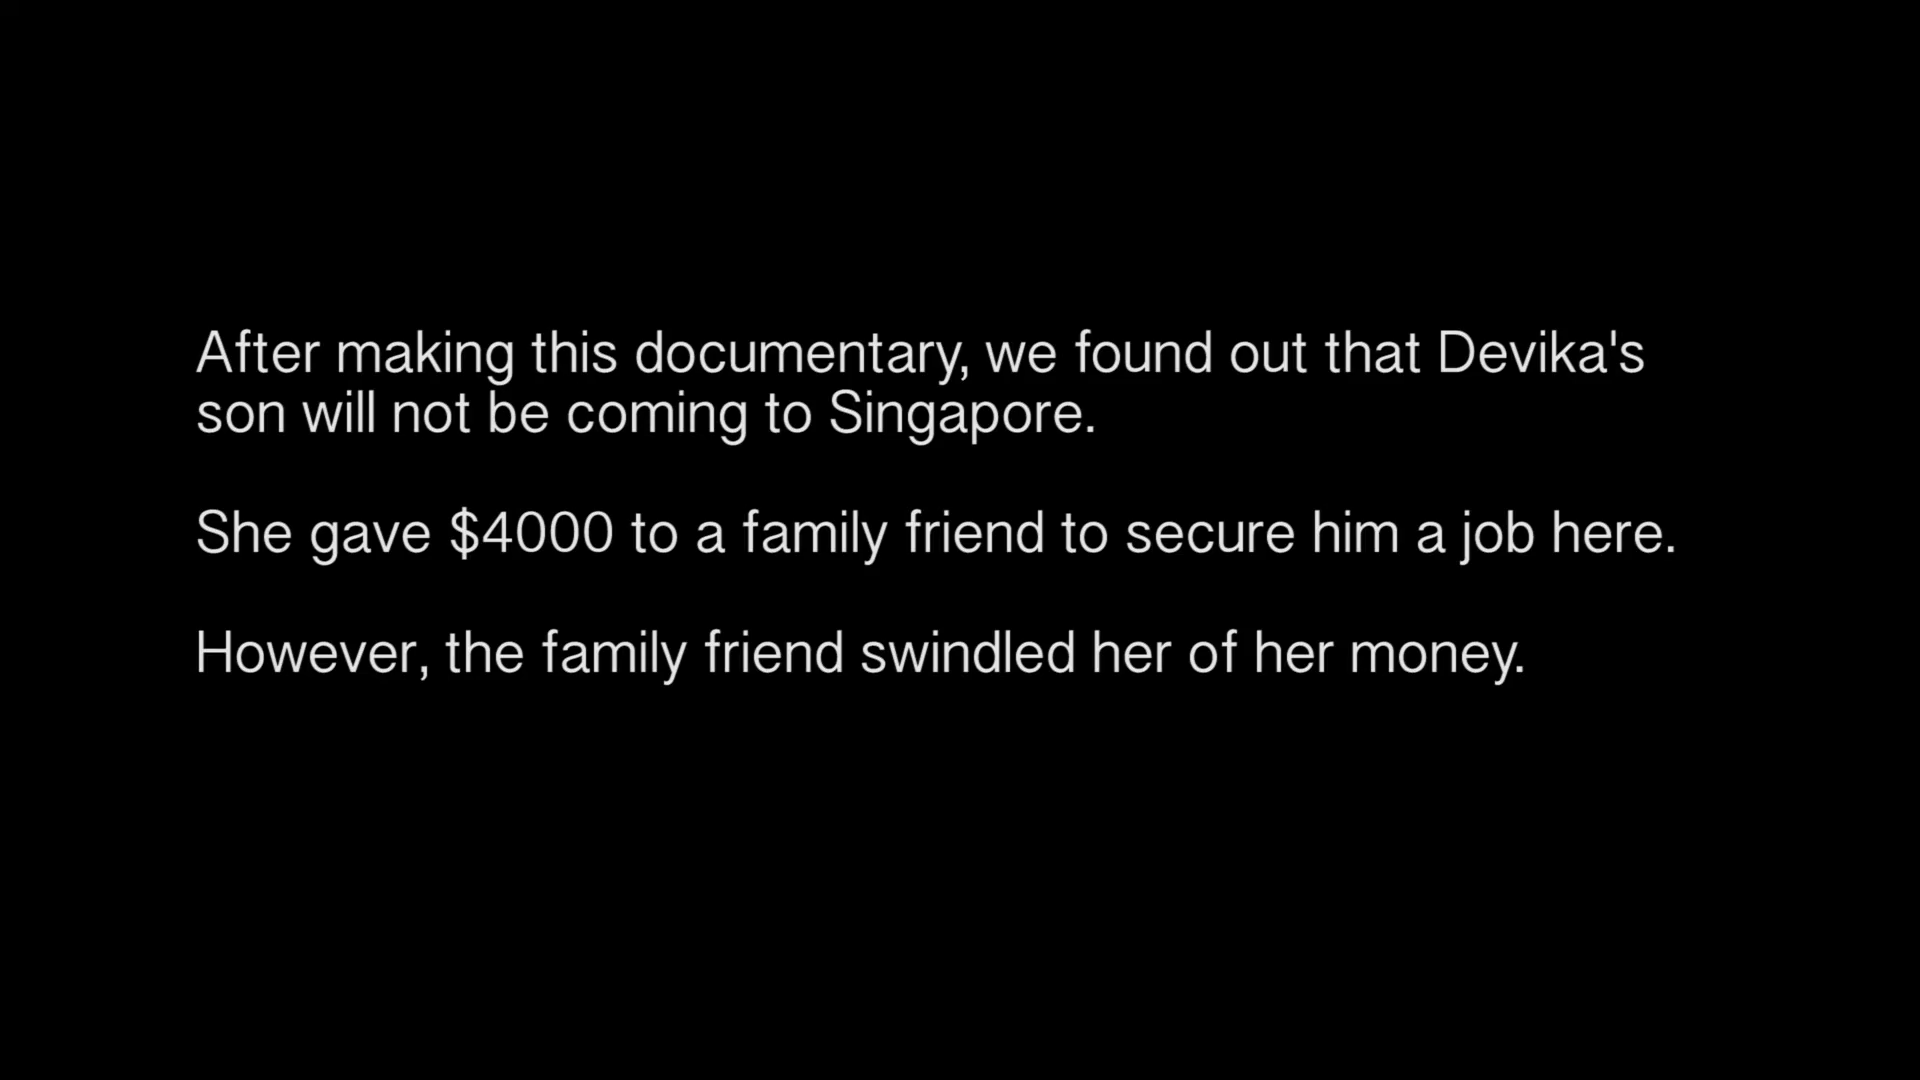 After making this documentary, we found out that Devika's
son will not be coming to Singapore.
She gave $4000 to a family friend to secure him a job here.
However, the family friend swindled her of her money.